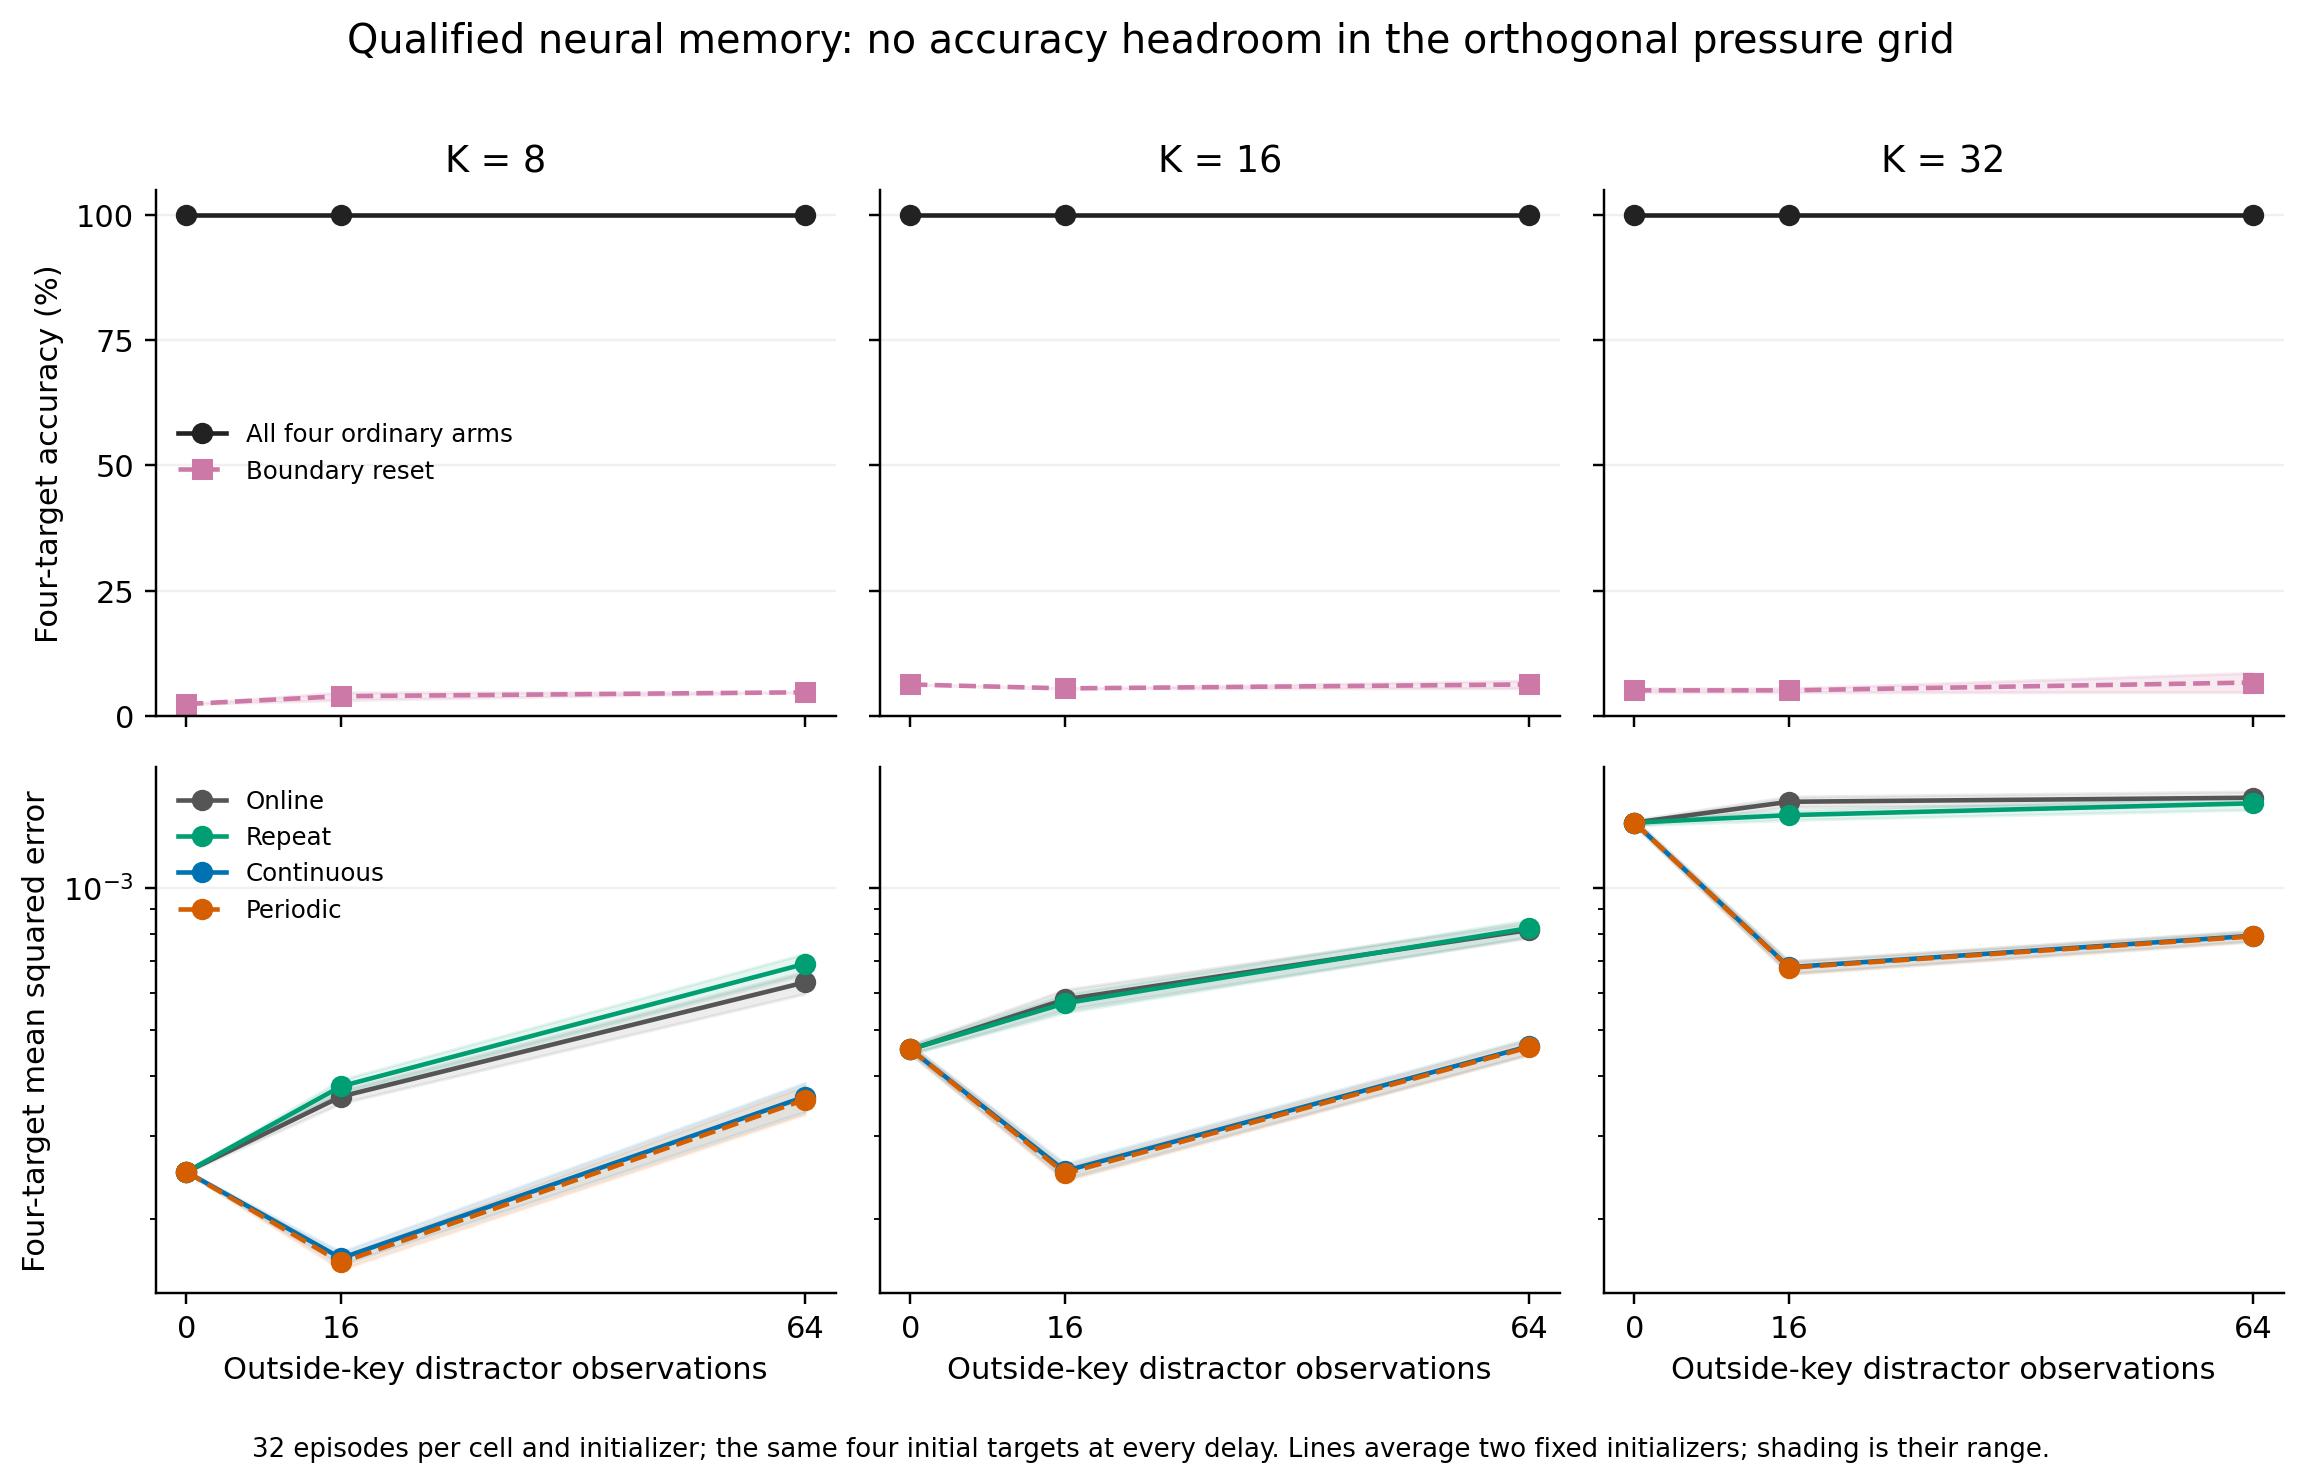 Qualified neural memory: no accuracy headroom in the orthogonal pressure grid
K = 8
K = 16
K = 32
Four-target accuracy (%)
100
75
50
25
0
All four ordinary arms
Boundary reset
Four-target mean squared error
10⁻³
Online
Repeat
Continuous
Periodic
0 16 64
0 16 64
0 16 64
Outside-key distractor observations
Outside-key distractor observations
Outside-key distractor observations
32 episodes per cell and initializer; the same four initial targets at every delay. Lines average two fixed initializers; shading is their range.